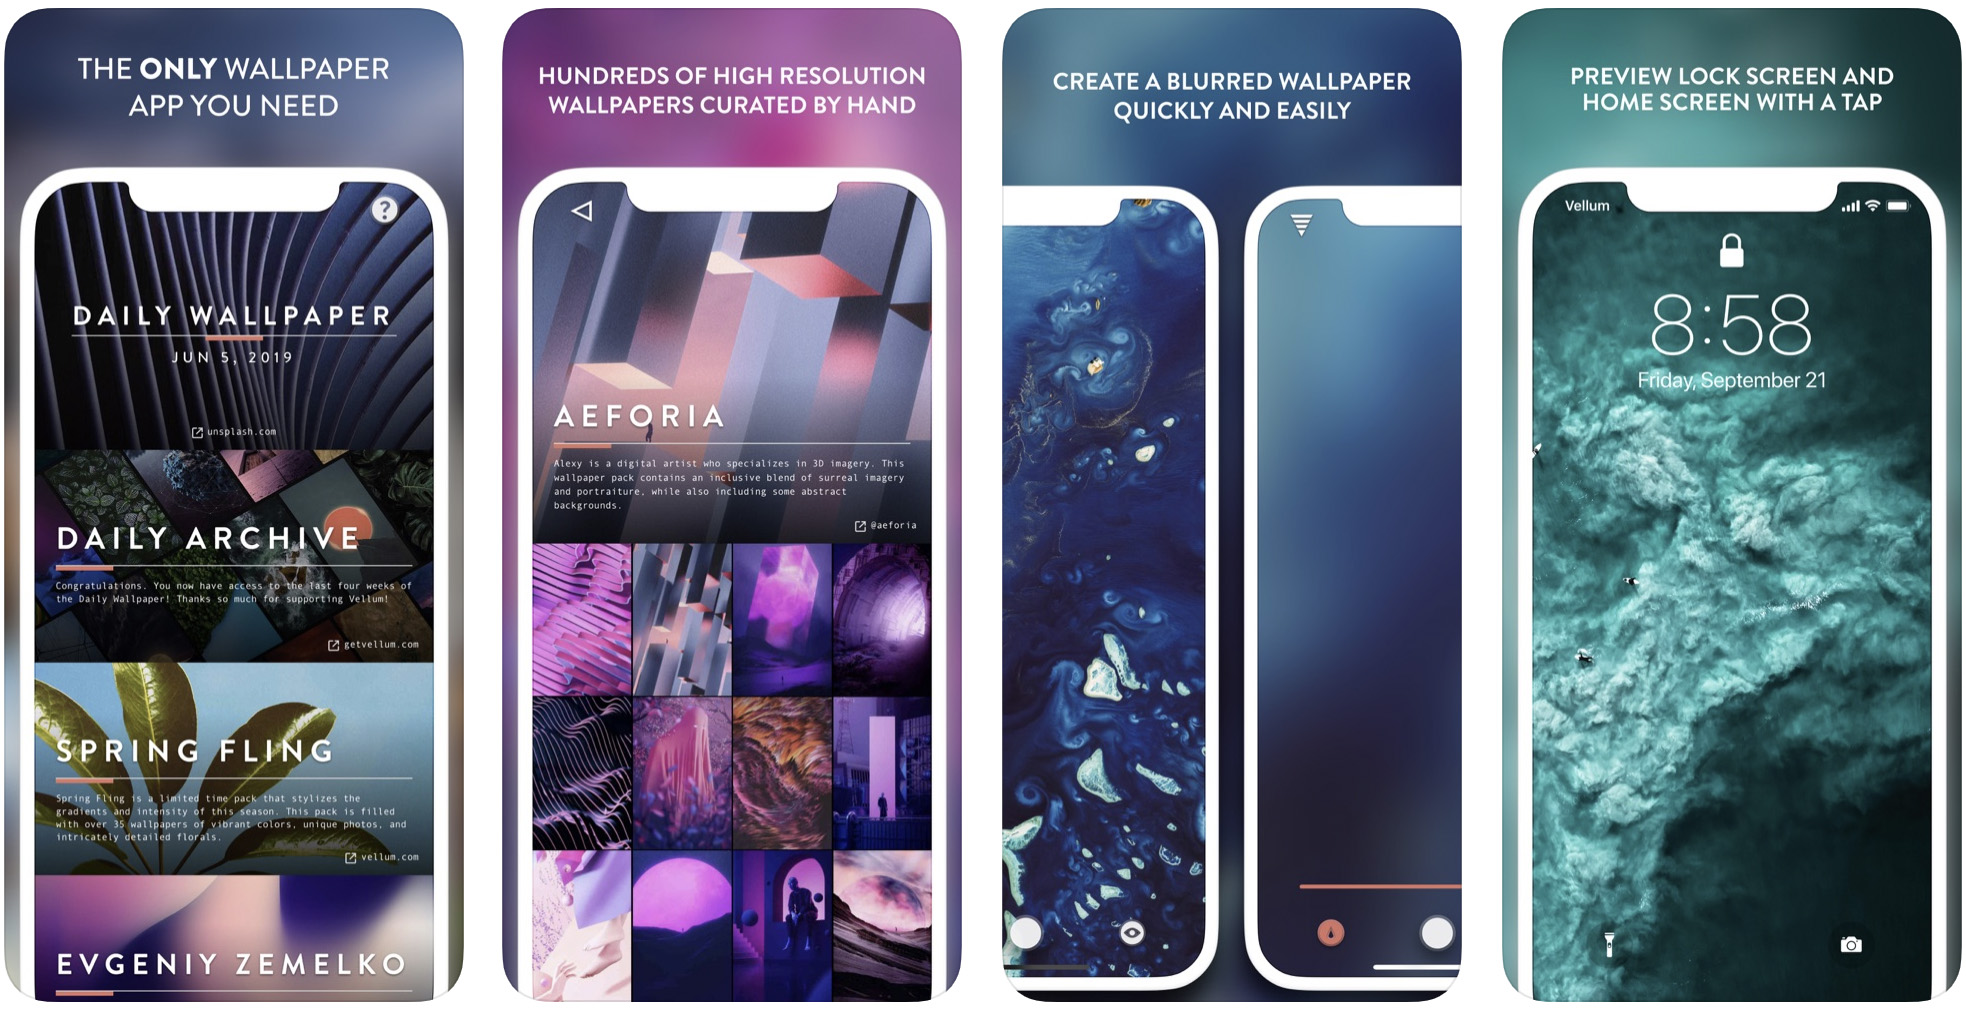 THE ONLY WALLPAPER
APP YOU NEED
?
DAILY WALLPAPER
JUN 5, 2019
unsplash.com
DAILY ARCHIVE
Congratulations. You now have access to the last four weeks of
the Daily Wallpaper! Thanks so much for supporting Vellum!
getvellum.com
SPRING FLING
Spring Fling is a limited time pack that stylizes the
gradients and intensity of this season. This pack is filled
with over 35 wallpapers of vibrant colors, unique photos, and
intricately detailed florals.
vellum.com
EVGENIY ZEMELKO
HUNDREDS OF HIGH RESOLUTION
WALLPAPERS CURATED BY HAND
AEFORIA
Alexy is a digital artist who specializes in 3D imagery. This
wallpaper pack contains an inclusive blend of surreal imagery
and portraiture, while also including some abstract
backgrounds.
@aeforia
CREATE A BLURRED WALLPAPER
QUICKLY AND EASILY
PREVIEW LOCK SCREEN AND
HOME SCREEN WITH A TAP
Vellum
8:58
Friday, September 21